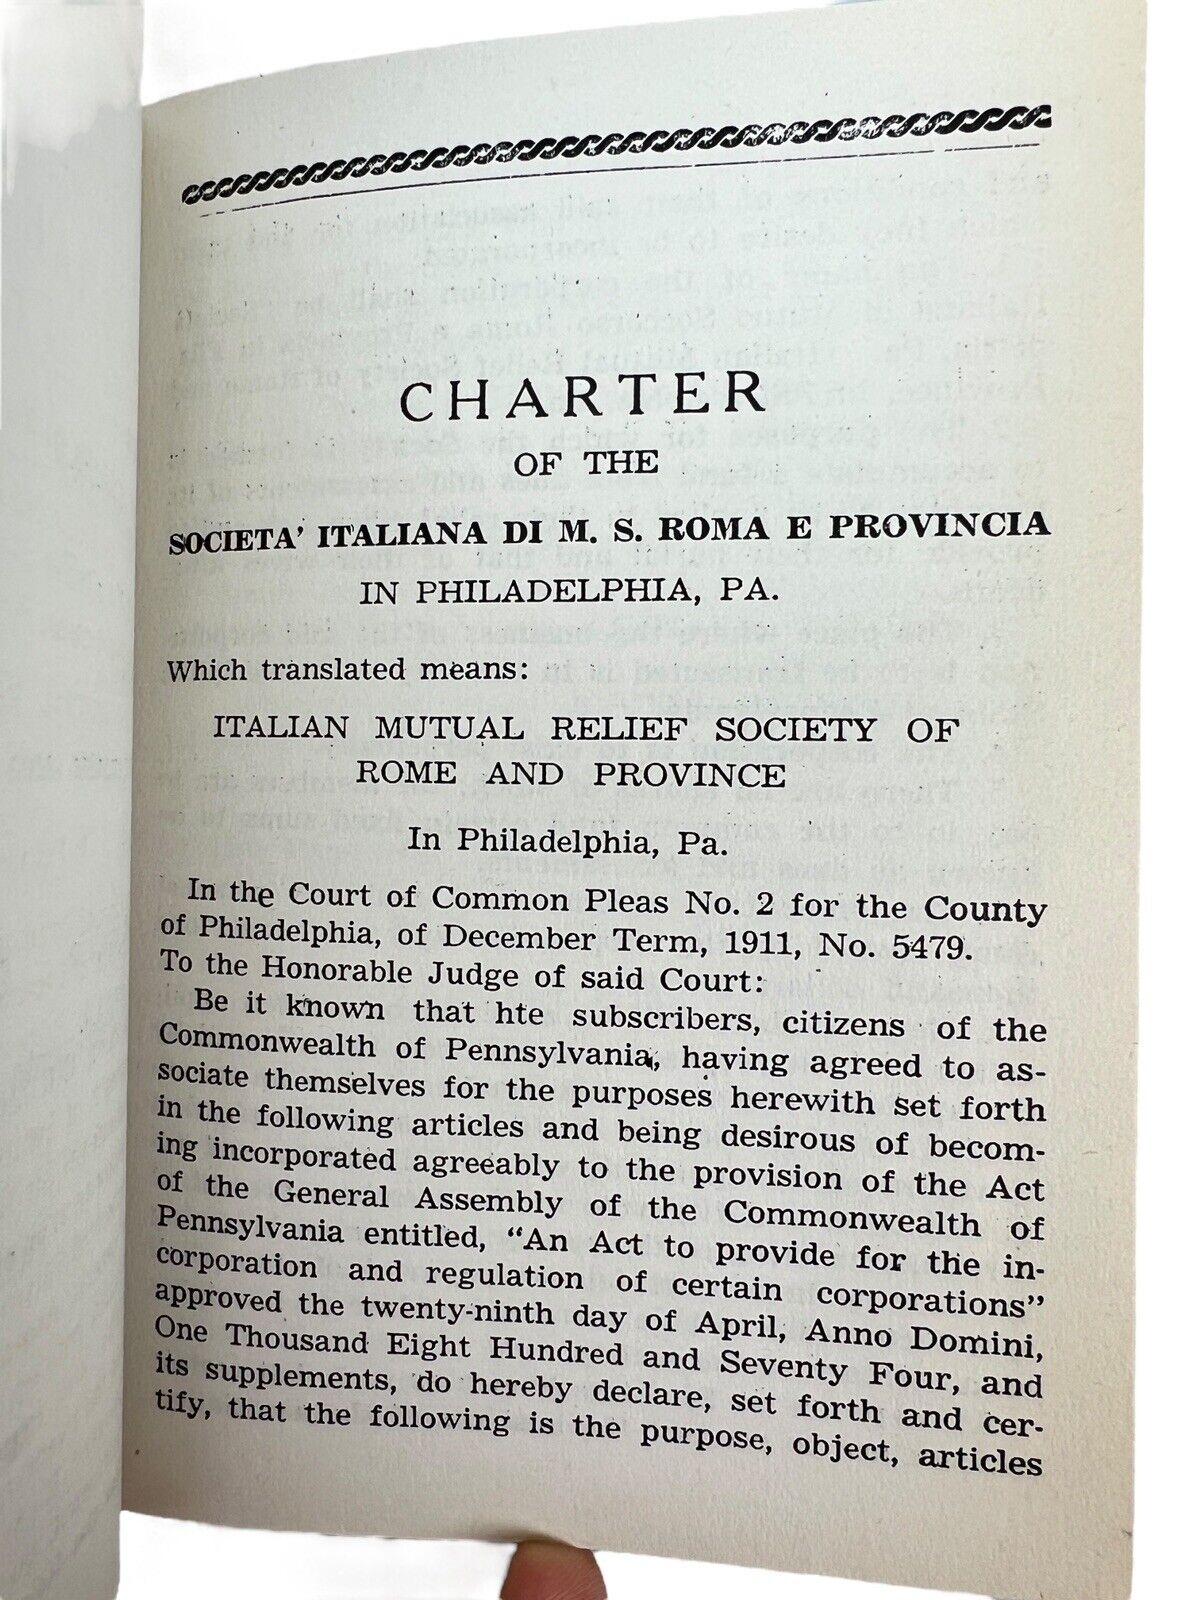 CHARTER
OF THE
SOCIETA' ITALIANA DI M. S. ROMA E PROVINCIA
IN PHILADELPHIA, PA.
Which translated means:
ITALIAN MUTUAL RELIEF SOCIETY OF
ROME AND PROVINCE
In Philadelphia, Pa.
In the Court of Common Pleas No. 2 for the County
of Philadelphia, of December Term, 1911, No. 5479.
To the Honorable Judge of said Court:
Be it known that hte subscribers, citizens of the
Commonwealth of Pennsylvania, having agreed to as-
sociate themselves for the purposes herewith set forth
in the following articles and being desirous of becom-
ing incorporated agreeably to the provision of the Act
of the General Assembly of the Commonwealth of
Pennsylvania entitled, "An Act to provide for the in-
corporation and regulation of certain corporations"
approved the twenty-ninth day of April, Anno Domini,
One Thousand Eight Hundred and Seventy Four, and
its supplements, do hereby declare, set forth and cer-
tify, that the following is the purpose, object, articles